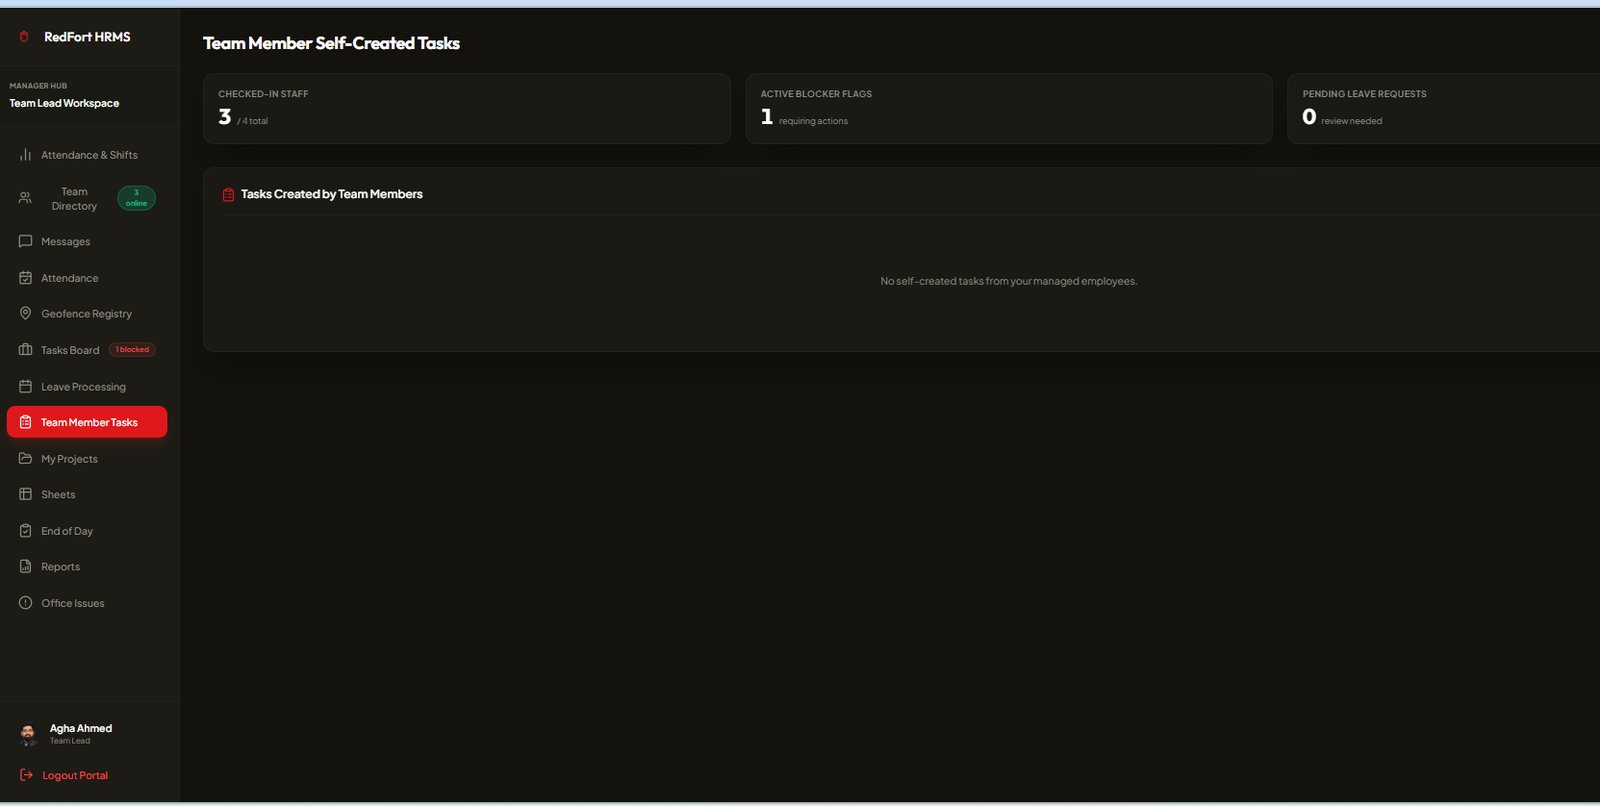 RedFort HRMS
MANAGER HUB
Team Lead Workspace
Attendance & Shifts
Team
Directory
3
online
Messages
Attendance
Geofence Registry
Tasks Board
1 blocked
Leave Processing
Team Member Tasks
My Projects
Sheets
End of Day
Reports
Office Issues
Agha Ahmed
Team Lead
Logout Portal
Team Member Self-Created Tasks
CHECKED-IN STAFF
3 / 4 total
ACTIVE BLOCKER FLAGS
1 requiring actions
PENDING LEAVE REQUESTS
0 review needed
Tasks Created by Team Members
No self-created tasks from your managed employees.